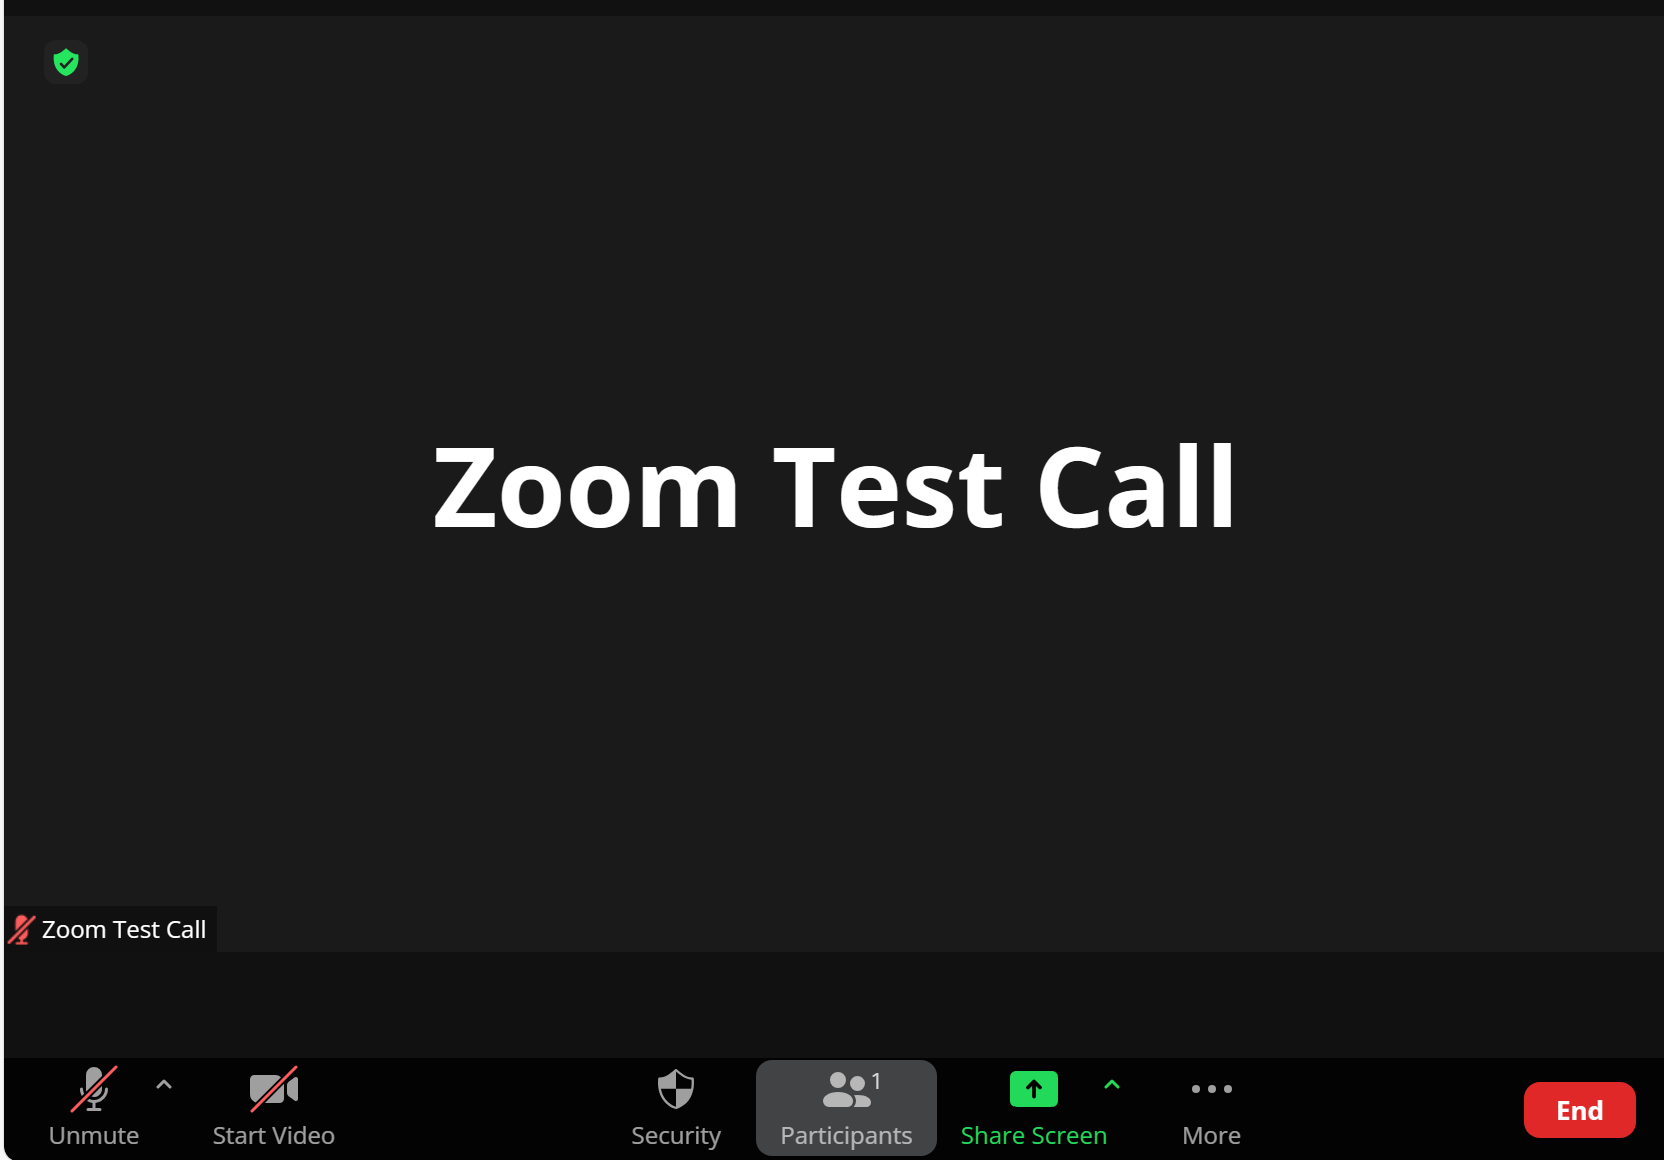 Zoom Test Call
Zoom Test Call
Unmute
Start Video
Security
1
Participants
Share Screen
More
End